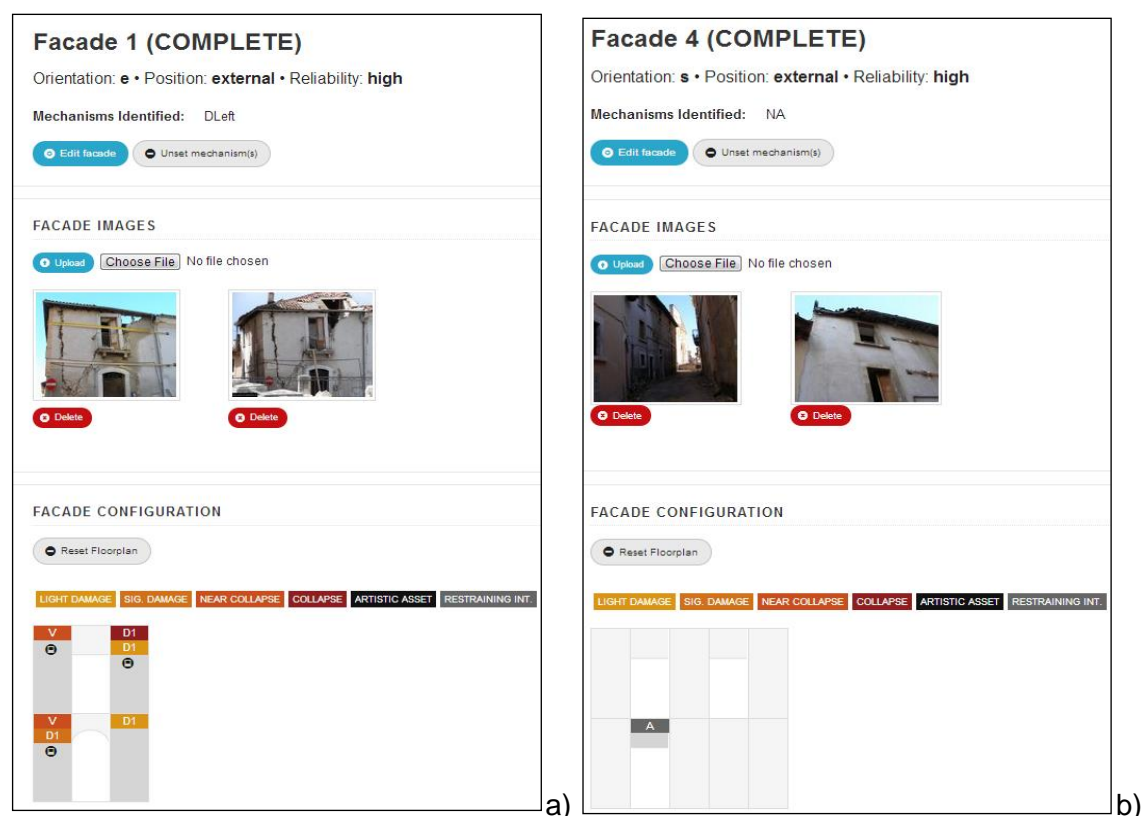 Facade 1 (COMPLETE)
Orientation: e • Position: external • Reliability: high
Mechanisms Identified: DLeft
Edit facade Unset mechanism(s)
FACADE IMAGES
Upload Choose File No file chosen
Delete Delete
FACADE CONFIGURATION
Reset Floorplan
LIGHT DAMAGE SIG. DAMAGE NEAR COLLAPSE COLLAPSE ARTISTIC ASSET RESTRAINING INT.
V D1
D1
V D1
D1
a)
Facade 4 (COMPLETE)
Orientation: s • Position: external • Reliability: high
Mechanisms Identified: NA
Edit facade Unset mechanism(s)
FACADE IMAGES
Upload Choose File No file chosen
Delete Delete
FACADE CONFIGURATION
Reset Floorplan
LIGHT DAMAGE SIG. DAMAGE NEAR COLLAPSE COLLAPSE ARTISTIC ASSET RESTRAINING INT.
A
b)